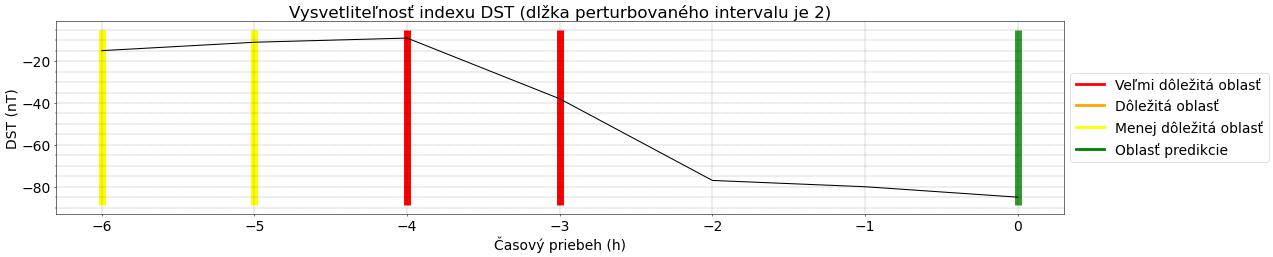 Vysvetliteľnosť indexu DST (dĺžka perturbovaného intervalu je 2)
DST (nT)
−20
−40
−60
−80
−6 −5 −4 −3 −2 −1 0
Časový priebeh (h)
Veľmi dôležitá oblasť
Dôležitá oblasť
Menej dôležitá oblasť
Oblasť predikcie